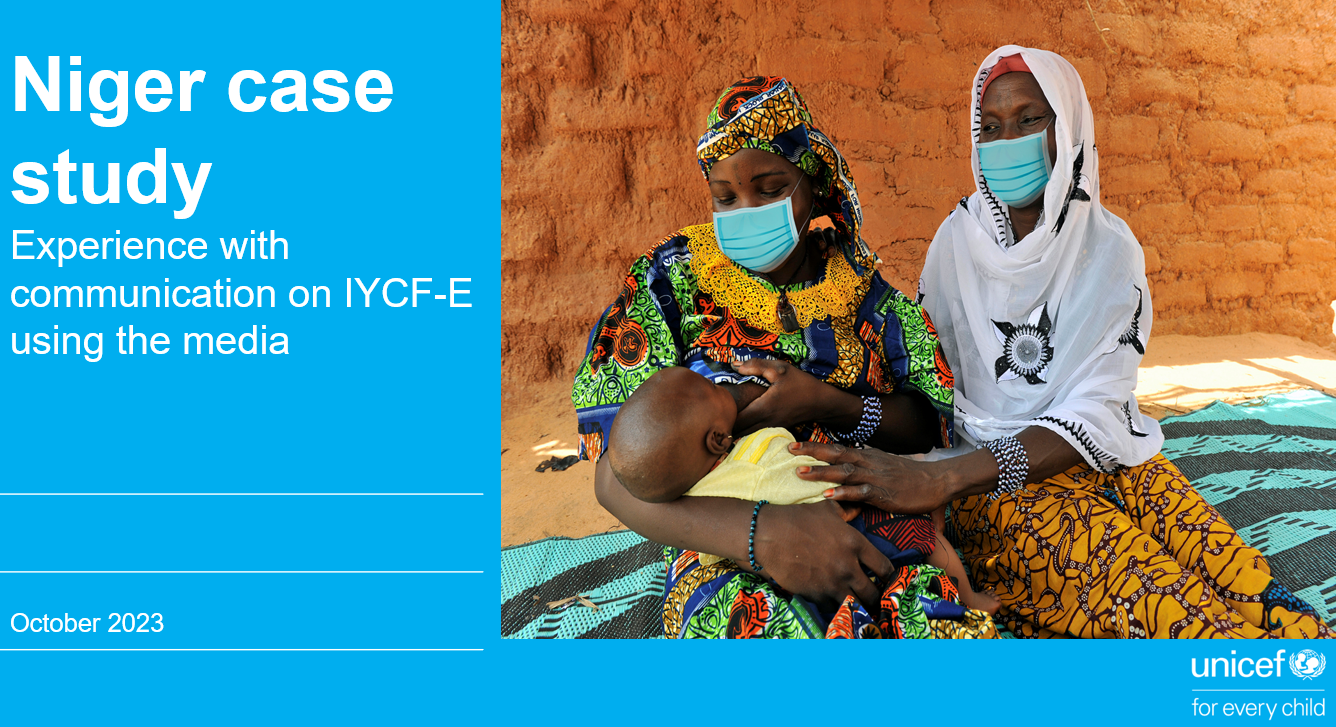 Niger case
study
Experience with
communication on IYCF-E
using the media
October 2023
unicef
for every child